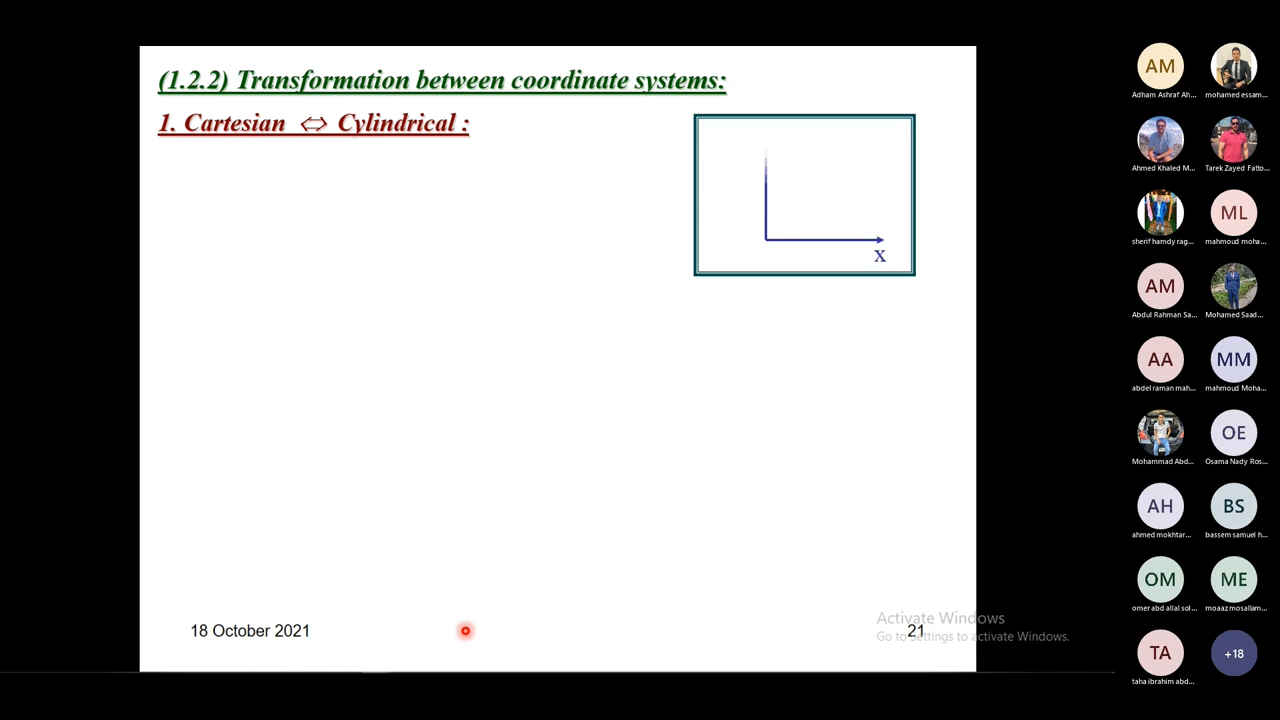 (1.2.2) Transformation between coordinate systems:
1. Cartesian ⇔ Cylindrical :
x
18 October 2021
21
Activate Windows
Go to Settings to activate Windows.
AM
Adham Ashraf Ah...
mohamed essam...
Ahmed Khaled M...
Tarek Zayed Fatto...
sherif hamdy rag...
ML
mahmoud moha...
AM
Abdul Rahman Sa...
Mohamed Saad...
AA
abdel raman mah...
MM
mahmoud Moha...
Mohammad Abd...
OE
Osama Nady Ros...
AH
ahmed mokhtar...
BS
bassem samuel h...
OM
omer abd allal sol...
ME
moaaz mosallam...
TA
taha ibrahim abd...
+18